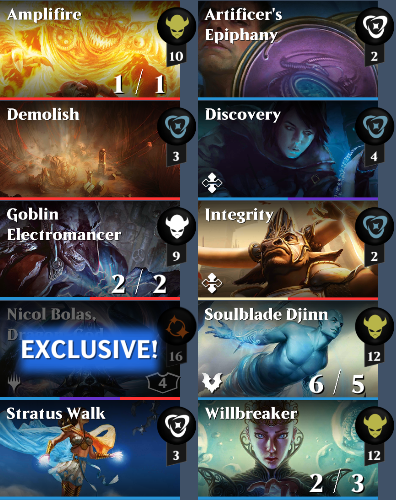 Amplifire
10
1 / 1
Artificer's
Epiphany
2
Demolish
3
Discovery
4
Goblin
Electromancer
9
2 / 2
Integrity
2
Nicol Bolas,
EXCLUSIVE!
16
4
Soulblade Djinn
12
6 / 5
Stratus Walk
3
Willbreaker
12
2 / 3